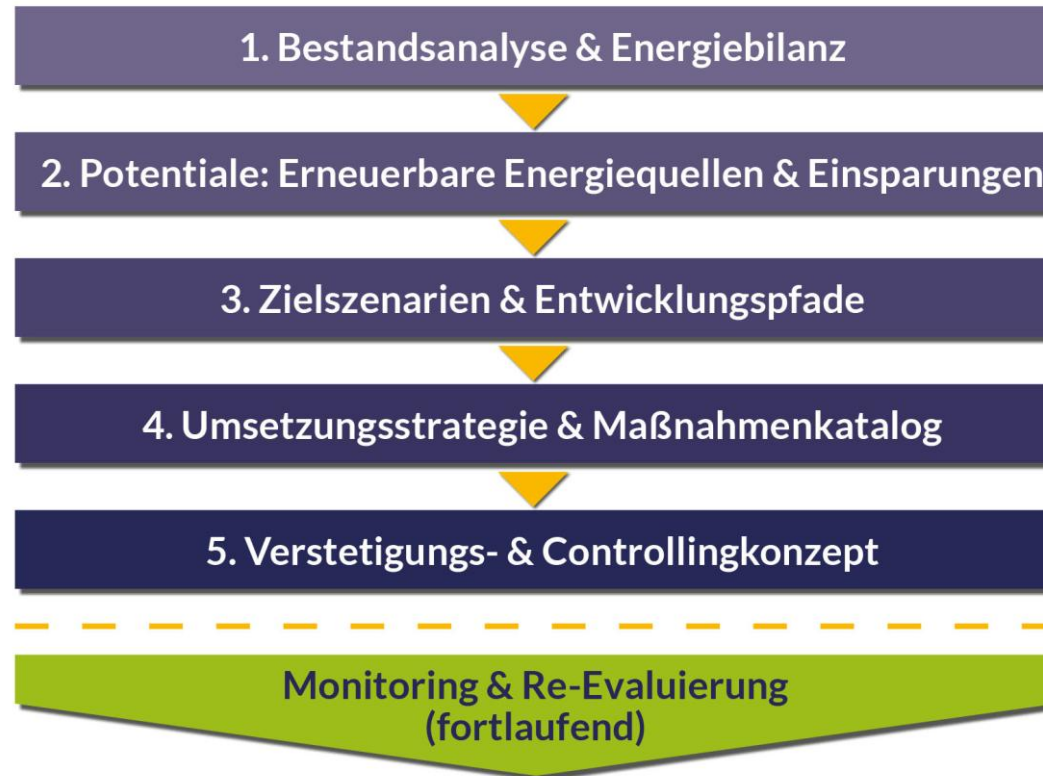 1. Bestandsanalyse & Energiebilanz
2. Potentiale: Erneuerbare Energiequellen & Einsparungen
3. Zielszenarien & Entwicklungspfade
4. Umsetzungsstrategie & Maßnahmenkatalog
5. Verstetigungs- & Controllingkonzept
Monitoring & Re-Evaluierung
(fortlaufend)